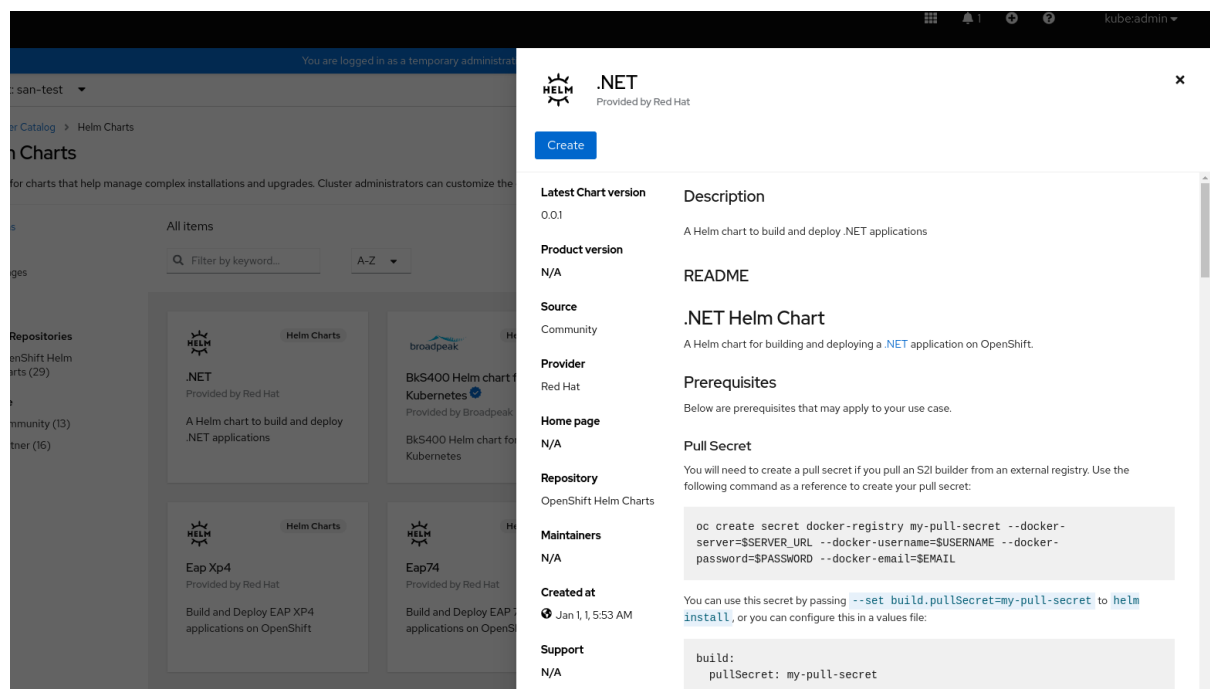 1
kube:admin
You are logged in as a temporary administrat
: san-test
er Catalog > Helm Charts
n Charts
for charts that help manage complex installations and upgrades. Cluster administrators can customize the
s
All items
Filter by keyword...
A-Z
ges
Repositories
enShift Helm
arts (29)
mmunity (13)
tner (16)
HELM
Helm Charts
.NET
Provided by Red Hat
A Helm chart to build and deploy
.NET applications
broadpeak
He
BkS400 Helm chart f
Kubernetes
Provided by Broadpeak
BkS400 Helm chart for
Kubernetes
HELM
Helm Charts
Eap Xp4
Provided by Red Hat
Build and Deploy EAP XP4
applications on OpenShift
HELM
He
Eap74
Provided by Red Hat
Build and Deploy EAP 7
applications on OpenS
HELM
.NET
Provided by Red Hat
Create
Latest Chart version
0.0.1
Product version
N/A
Source
Community
Provider
Red Hat
Home page
N/A
Repository
OpenShift Helm Charts
Maintainers
N/A
Created at
Jan 1, 1, 5:53 AM
Support
N/A
Description
A Helm chart to build and deploy .NET applications
README
.NET Helm Chart
A Helm chart for building and deploying a .NET application on OpenShift.
Prerequisites
Below are prerequisites that may apply to your use case.
Pull Secret
You will need to create a pull secret if you pull an S2I builder from an external registry. Use the
following command as a reference to create your pull secret:
oc create secret docker-registry my-pull-secret --docker-
server=$SERVER_URL --docker-username=$USERNAME --docker-
password=$PASSWORD --docker-email=$EMAIL
You can use this secret by passing --set build.pullSecret=my-pull-secret to helm
install, or you can configure this in a values file:
build:
pullSecret: my-pull-secret